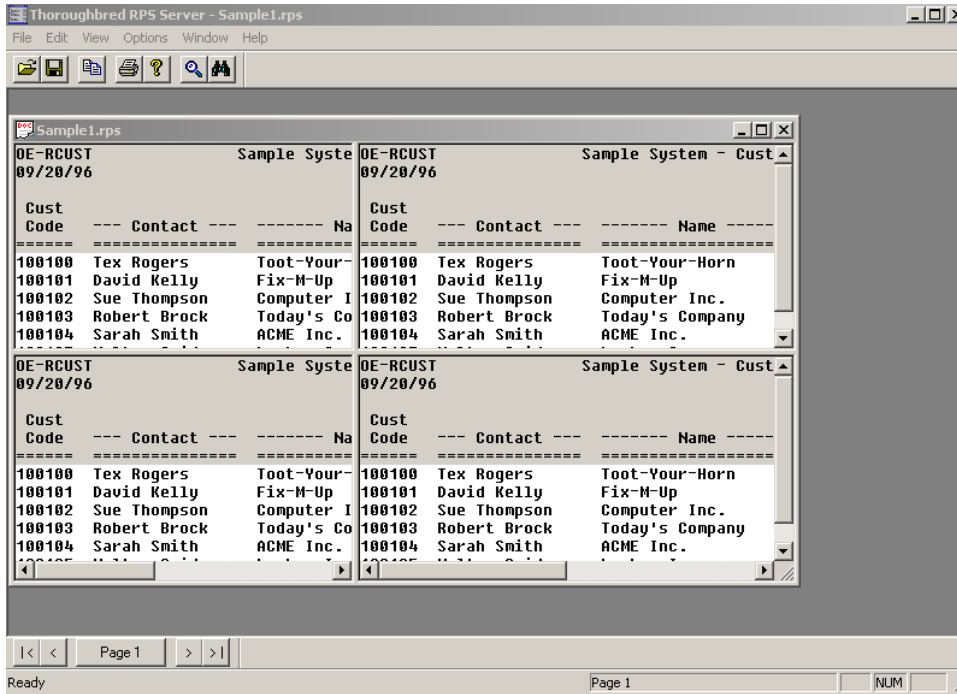 Thoroughbred RPS Server - Sample1.rps
File Edit View Options Window Help
Sample1.rps
OE-RCUST Sample Syste
09/20/96
Cust
Code --- Contact --- ------- Na
====== =============== ==========
100100 Tex Rogers Toot-Your-
100101 David Kelly Fix-M-Up
100102 Sue Thompson Computer I
100103 Robert Brock Today's Co
100104 Sarah Smith ACME Inc.
OE-RCUST Sample System - Cust
09/20/96
Cust
Code --- Contact --- ------- Name -----
====== =============== ==================
100100 Tex Rogers Toot-Your-Horn
100101 David Kelly Fix-M-Up
100102 Sue Thompson Computer Inc.
100103 Robert Brock Today's Company
100104 Sarah Smith ACME Inc.
OE-RCUST Sample Syste
09/20/96
Cust
Code --- Contact --- ------- Na
====== =============== ==========
100100 Tex Rogers Toot-Your-
100101 David Kelly Fix-M-Up
100102 Sue Thompson Computer I
100103 Robert Brock Today's Co
100104 Sarah Smith ACME Inc.
OE-RCUST Sample System - Cust
09/20/96
Cust
Code --- Contact --- ------- Name -----
====== =============== ==================
100100 Tex Rogers Toot-Your-Horn
100101 David Kelly Fix-M-Up
100102 Sue Thompson Computer Inc.
100103 Robert Brock Today's Company
100104 Sarah Smith ACME Inc.
|< < Page 1 > >|
Ready Page 1 NUM